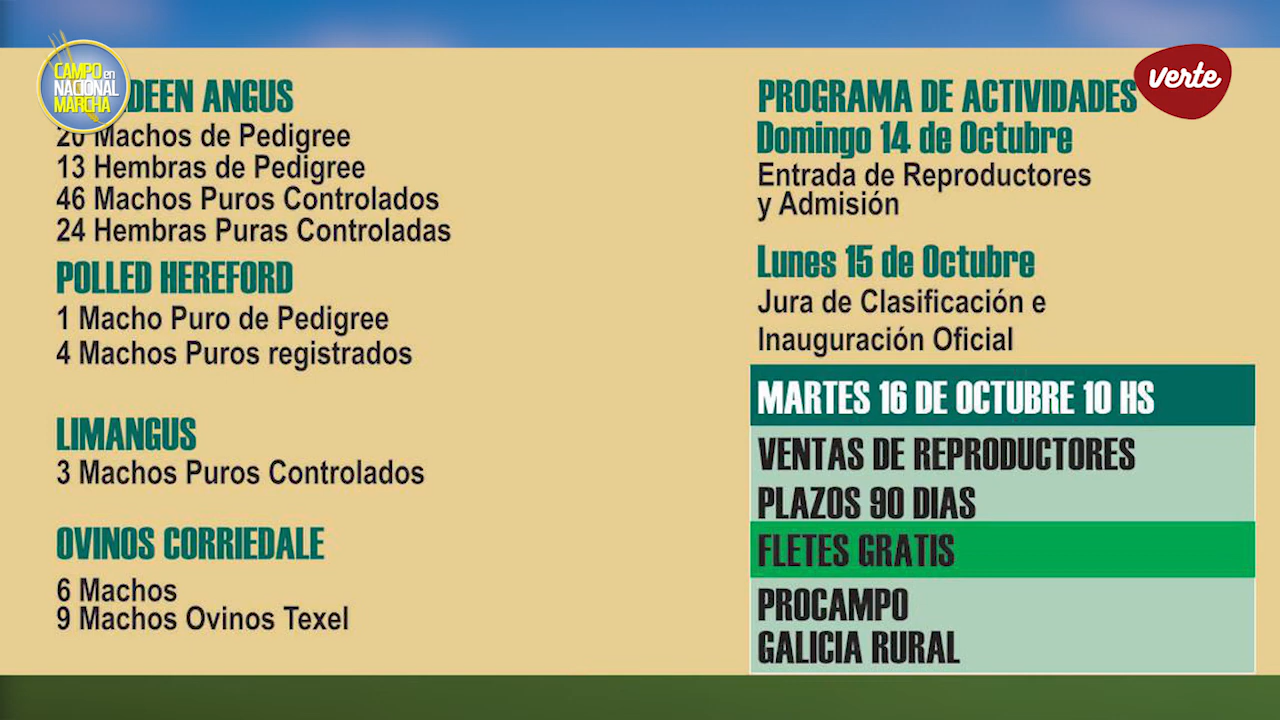 CAMPO en
NACIONAL
MARCHA
verte
DEEN ANGUS
20 Machos de Pedigree
13 Hembras de Pedigree
46 Machos Puros Controlados
24 Hembras Puras Controladas
POLLED HEREFORD
1 Macho Puro de Pedigree
4 Machos Puros registrados
LIMANGUS
3 Machos Puros Controlados
OVINOS CORRIEDALE
6 Machos
9 Machos Ovinos Texel
PROGRAMA DE ACTIVIDADES
Domingo 14 de Octubre
Entrada de Reproductores
y Admisión
Lunes 15 de Octubre
Jura de Clasificación e
Inauguración Oficial
MARTES 16 DE OCTUBRE 10 HS
VENTAS DE REPRODUCTORES
PLAZOS 90 DIAS
FLETES GRATIS
PROCAMPO
GALICIA RURAL